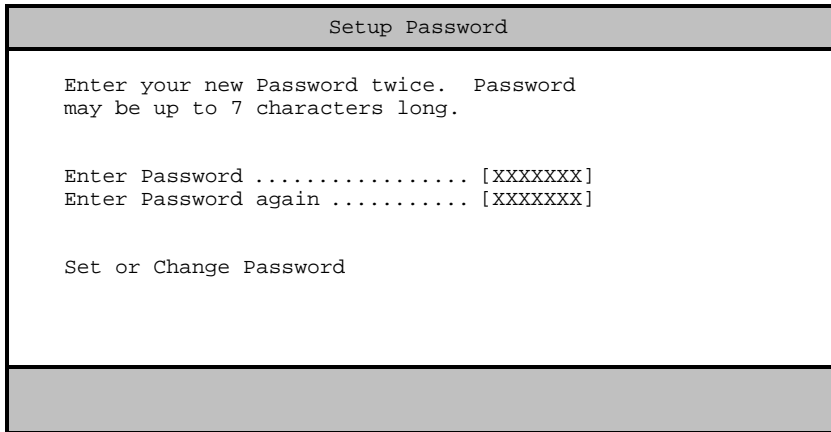 Setup Password
Enter your new Password twice.  Password
may be up to 7 characters long.
Enter Password ................. [XXXXXXX]
Enter Password again ........... [XXXXXXX]
Set or Change Password